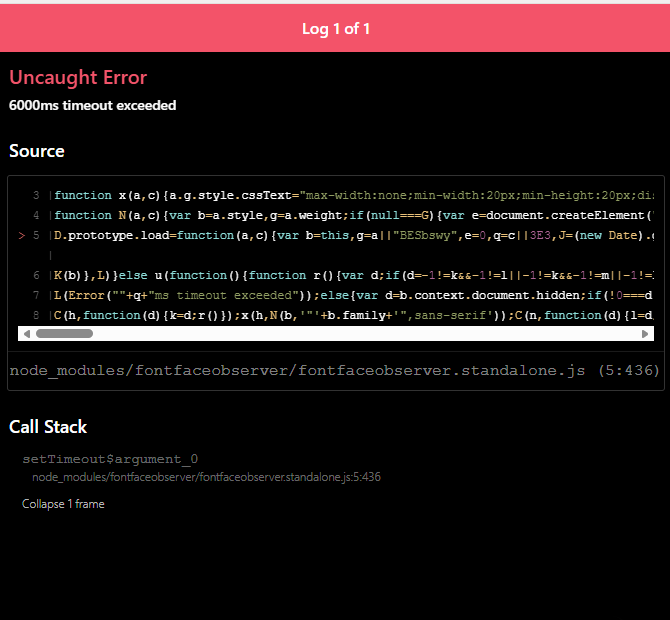 Log 1 of 1
Uncaught Error
6000ms timeout exceeded
Source
3 |function x(a,c){a.g.style.cssText="max-width:none;min-width:20px;min-height:20px;dis
4 |function N(a,c){var b=a.style,g=a.weight;if(null===G){var e=document.createElement("
> 5 |D.prototype.load=function(a,c){var b=this,g=a||"BESbswy",e=0,q=c||3E3,J=(new Date).g
|
6 |K(b)},L)}else u(function(){function r(){var d;if(d=-1!=k&&-1!=l||-1!=k&&-1!=m||-1!=l
7 |L(Error(""+q+"ms timeout exceeded"));else{var d=b.context.document.hidden;if(!0===d
8 |C(h,function(d){k=d;r()});x(h,N(b,'"'+b.family+'",sans-serif'));C(n,function(d){l=d
node_modules/fontfaceobserver/fontfaceobserver.standalone.js (5:436)
Call Stack
setTimeout$argument_0
node_modules/fontfaceobserver/fontfaceobserver.standalone.js:5:436
Collapse 1 frame